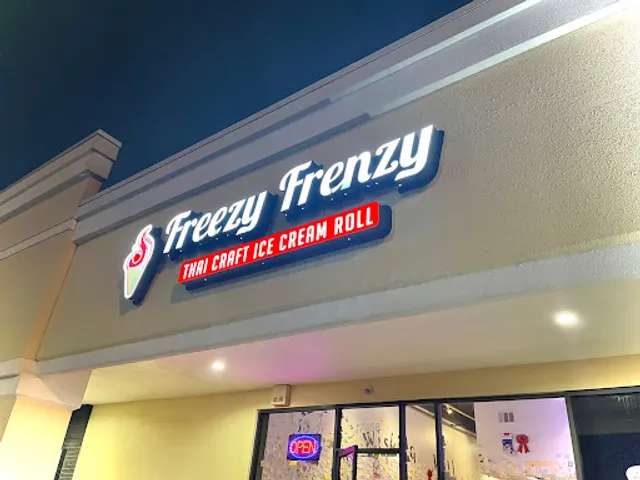 Freezy Frenzy
THAI CRAFT ICE CREAM ROLL
OPEN